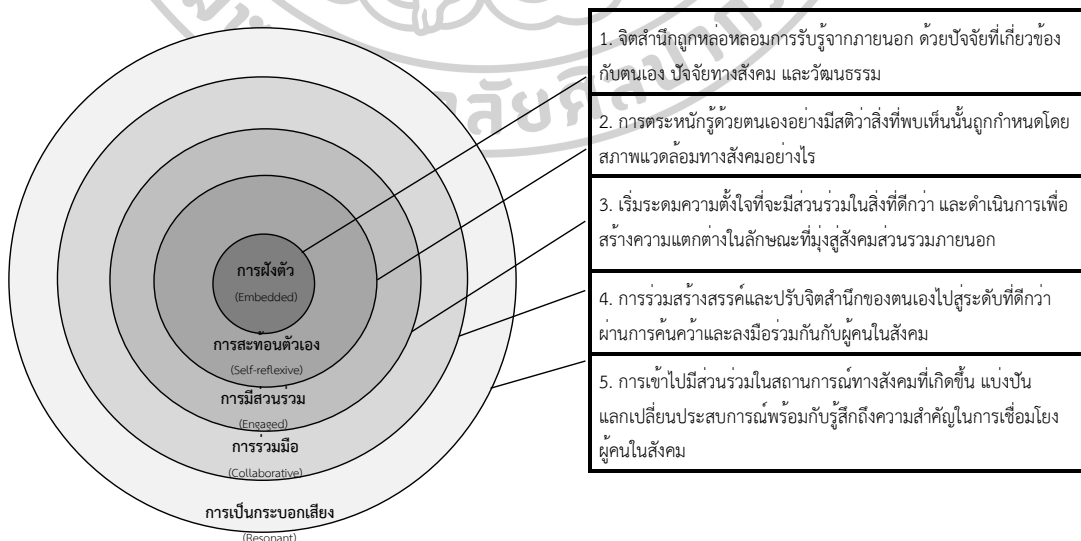 การฝังตัว
(Embedded)
การสะท้อนตัวเอง
(Self-reflexive)
การมีส่วนร่วม
(Engaged)
การร่วมมือ
(Collaborative)
การเป็นกระบอกเสียง
(Resonant)
1. จิตสำนึกถูกหล่อหลอมการรับรู้จากภายนอก ด้วยปัจจัยที่เกี่ยวข้อง
กับตนเอง ปัจจัยทางสังคม และวัฒนธรรม
2. การตระหนักรู้ด้วยตนเองอย่างมีสติว่าสิ่งที่พบเห็นนั้นถูกกำหนดโดย
สภาพแวดล้อมทางสังคมอย่างไร
3. เริ่มระดมความตั้งใจที่จะมีส่วนร่วมในสิ่งที่ดีกว่า และดำเนินการเพื่อ
สร้างความแตกต่างในลักษณะที่มุ่งสู่สังคมส่วนรวมภายนอก
4. การร่วมสร้างสรรค์และปรับจิตสำนึกของตนเองไปสู่ระดับที่ดีกว่า
ผ่านการค้นคว้าและลงมือร่วมกันกับผู้คนในสังคม
5. การเข้าไปมีส่วนร่วมในสถานการณ์ทางสังคมที่เกิดขึ้น แบ่งปัน
แลกเปลี่ยนประสบการณ์พร้อมกับรู้สึกถึงความสำคัญในการเชื่อมโยง
ผู้คนในสังคม